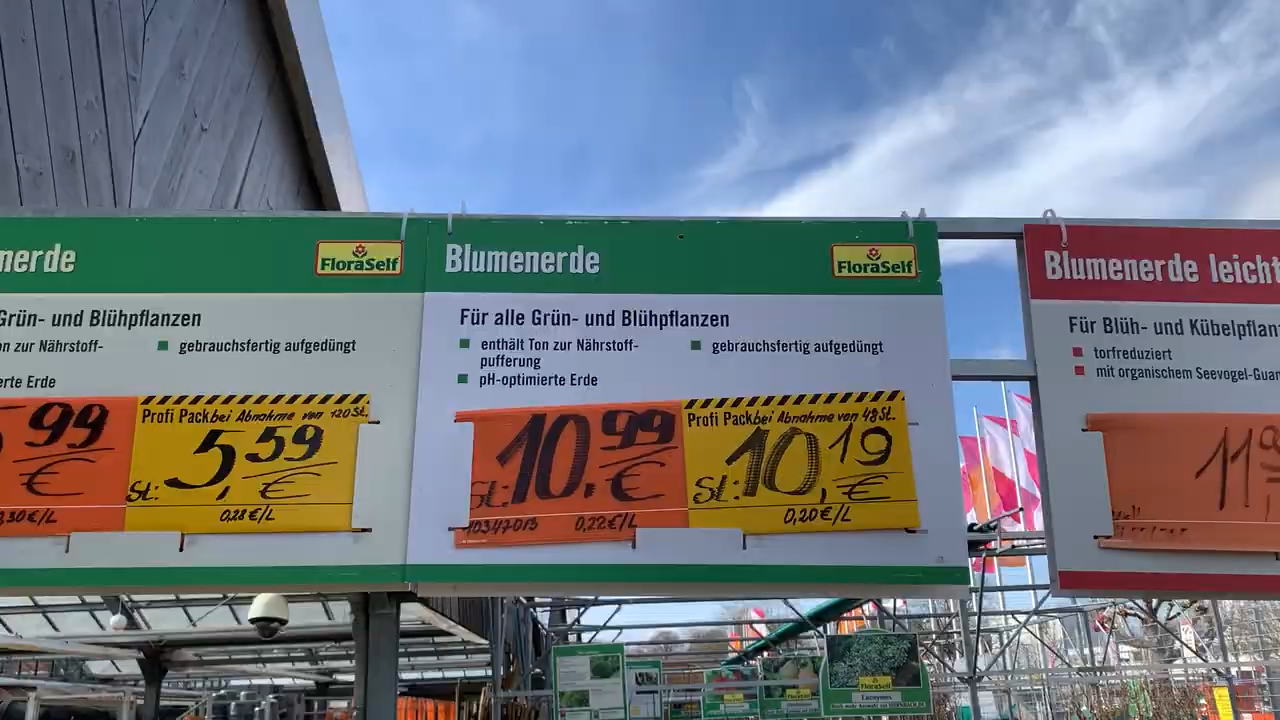 nerde
FloraSelf
Grün- und Blühpflanzen
on zur Nährstoff-
gebrauchsfertig aufgedüngt
erte Erde
99
€
0,30€/L
Profi Pack bei Abnahme von 120 St.
St: 5,59
€
0,28€/L
Blumenerde
FloraSelf
Für alle Grün- und Blühpflanzen
enthält Ton zur Nährstoff-
pufferung
gebrauchsfertig aufgedüngt
pH-optimierte Erde
St: 10,99
€
10347013 0,22€/L
Profi Pack bei Abnahme von 48 St.
St: 10,19
€
0,20€/L
Blumenerde leicht
Für Blüh- und Kübelpflan
torfreduziert
mit organischem Seevogel-Guan
11
FloraSelf